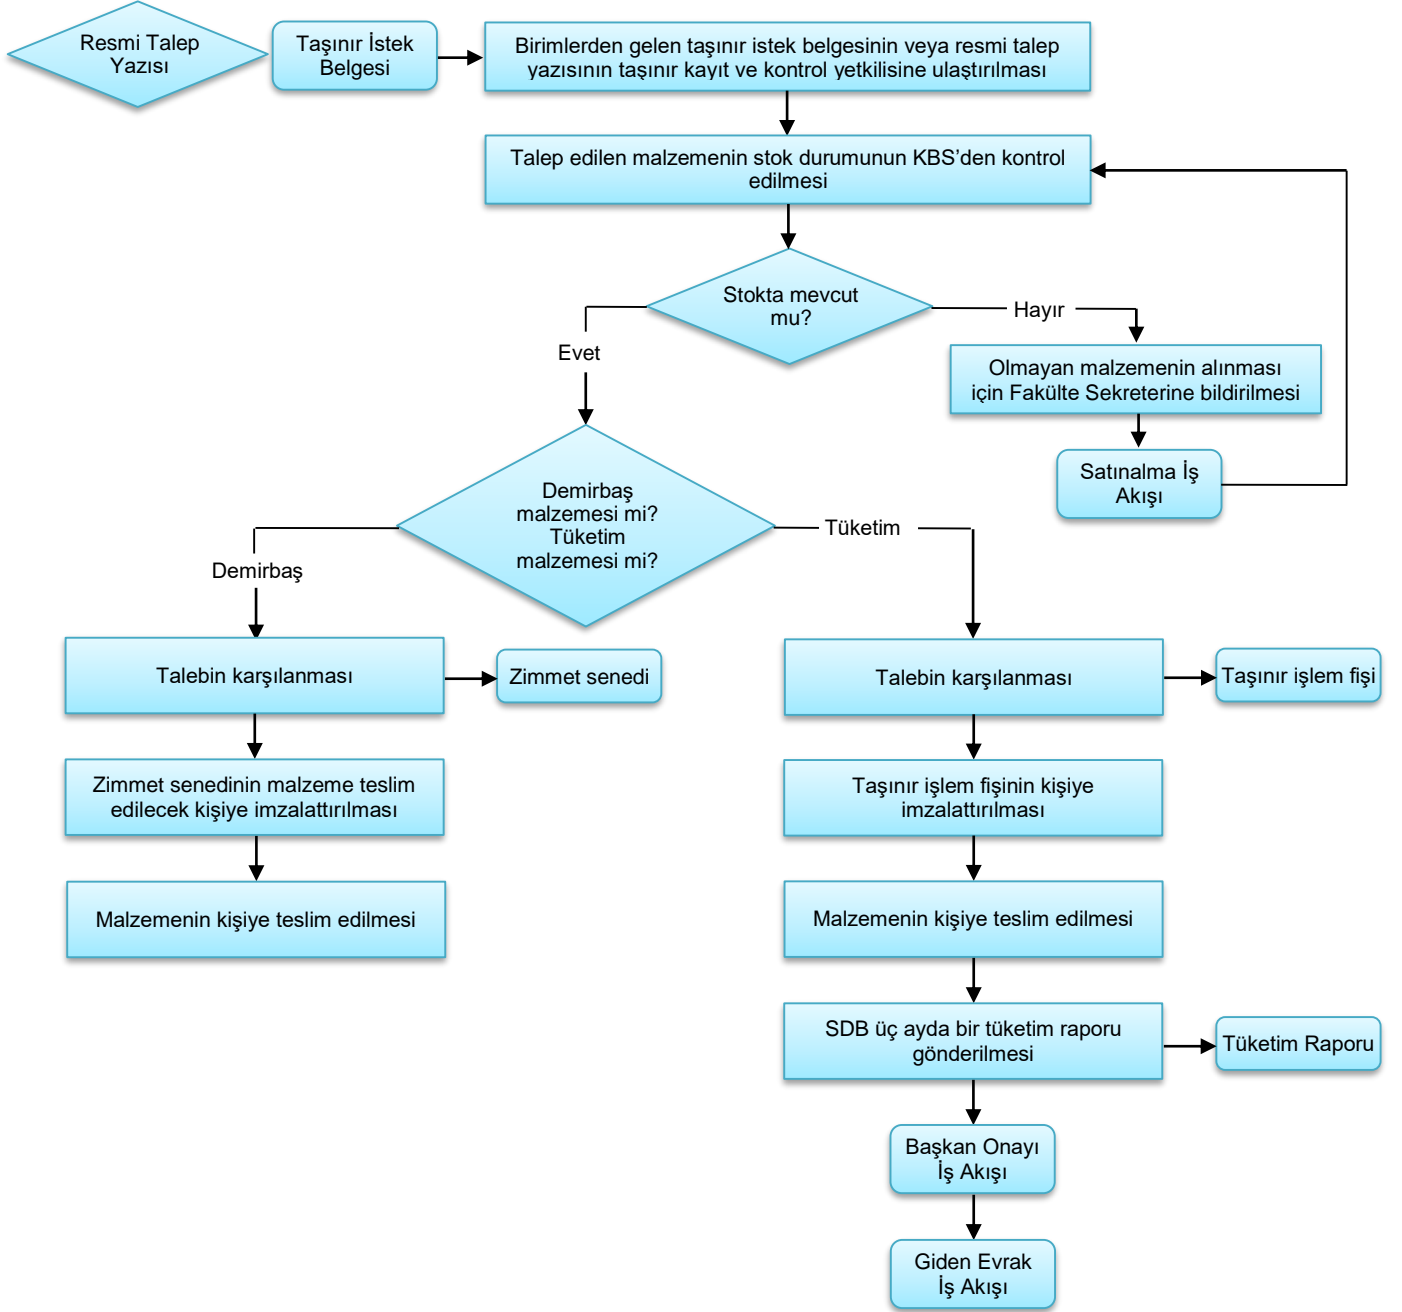 Resmi Talep
Yazısı
Taşınır İstek
Belgesi
Birimlerden gelen taşınır istek belgesinin veya resmi talep
yazısının taşınır kayıt ve kontrol yetkilisine ulaştırılması
Talep edilen malzemenin stok durumunun KBS’den kontrol
edilmesi
Stokta mevcut
mu?
Hayır
Evet
Olmayan malzemenin alınması
için Fakülte Sekreterine bildirilmesi
Satınalma İş
Akışı
Demirbaş
malzemesi mi?
Tüketim
malzemesi mi?
Tüketim
Demirbaş
Talebin karşılanması
Zimmet senedi
Talebin karşılanması
Taşınır işlem fişi
Zimmet senedinin malzeme teslim
edilecek kişiye imzalattırılması
Taşınır işlem fişinin kişiye
imzalattırılması
Malzemenin kişiye teslim edilmesi
Malzemenin kişiye teslim edilmesi
SDB üç ayda bir tüketim raporu
gönderilmesi
Tüketim Raporu
Başkan Onayı
İş Akışı
Giden Evrak
İş Akışı